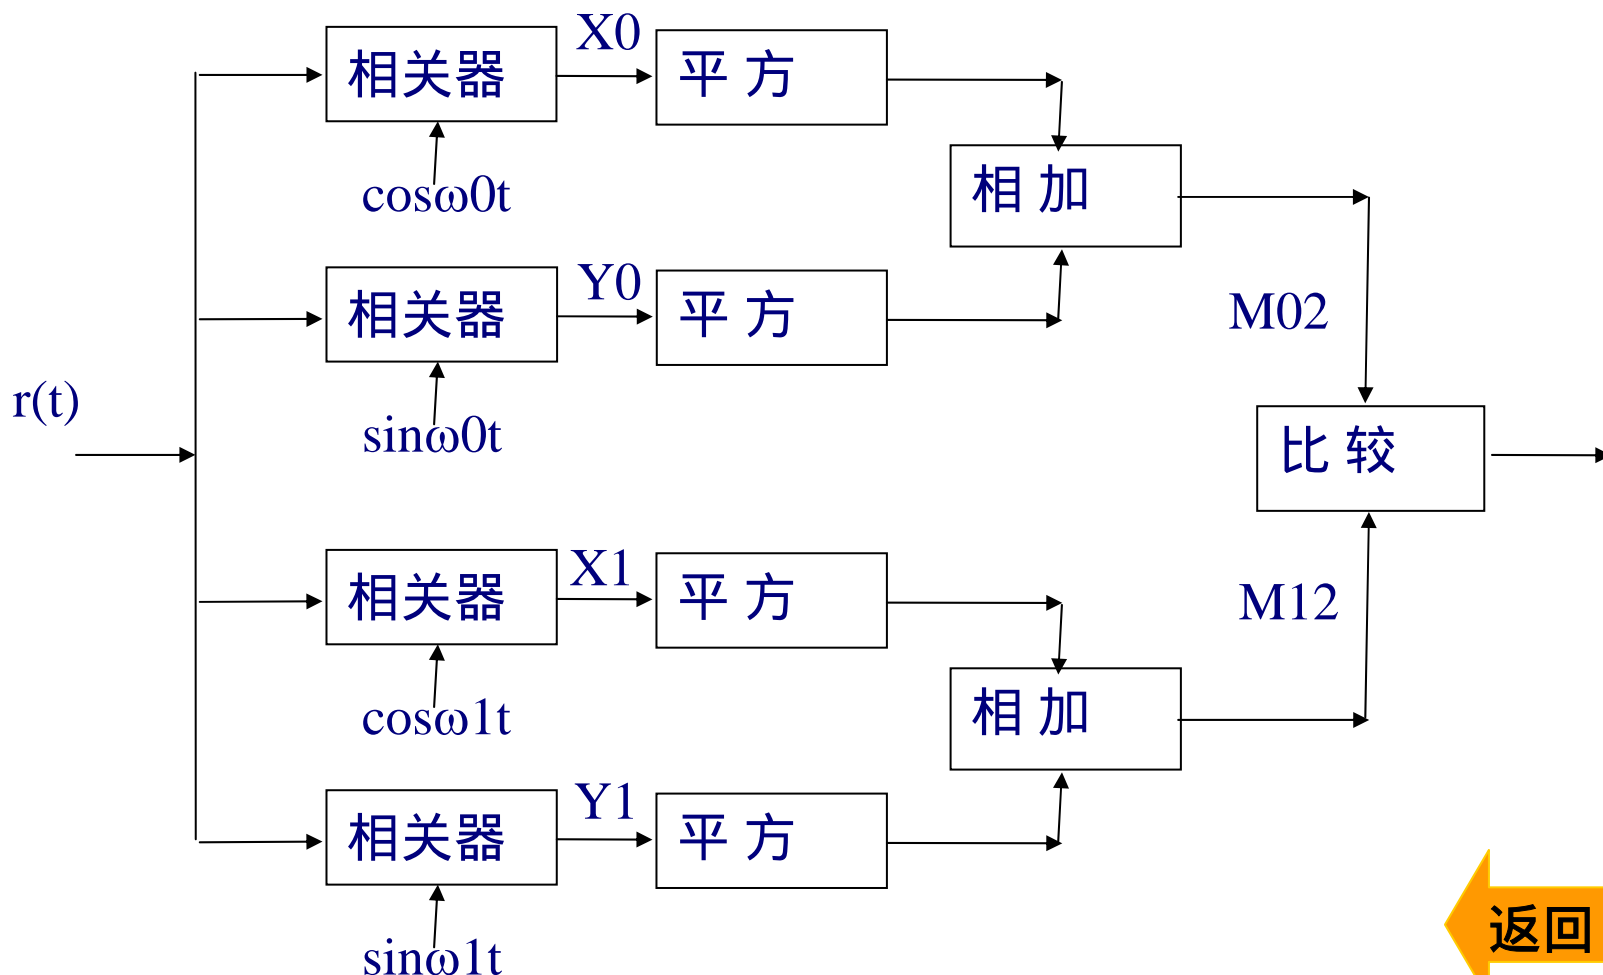 X0
相关器
平 方
cosω0t
相 加
Y0
相关器
平 方
M02
sinω0t
r(t)
比 较
X1
相关器
平 方
M12
cosω1t
相 加
Y1
相关器
平 方
sinω1t
返回